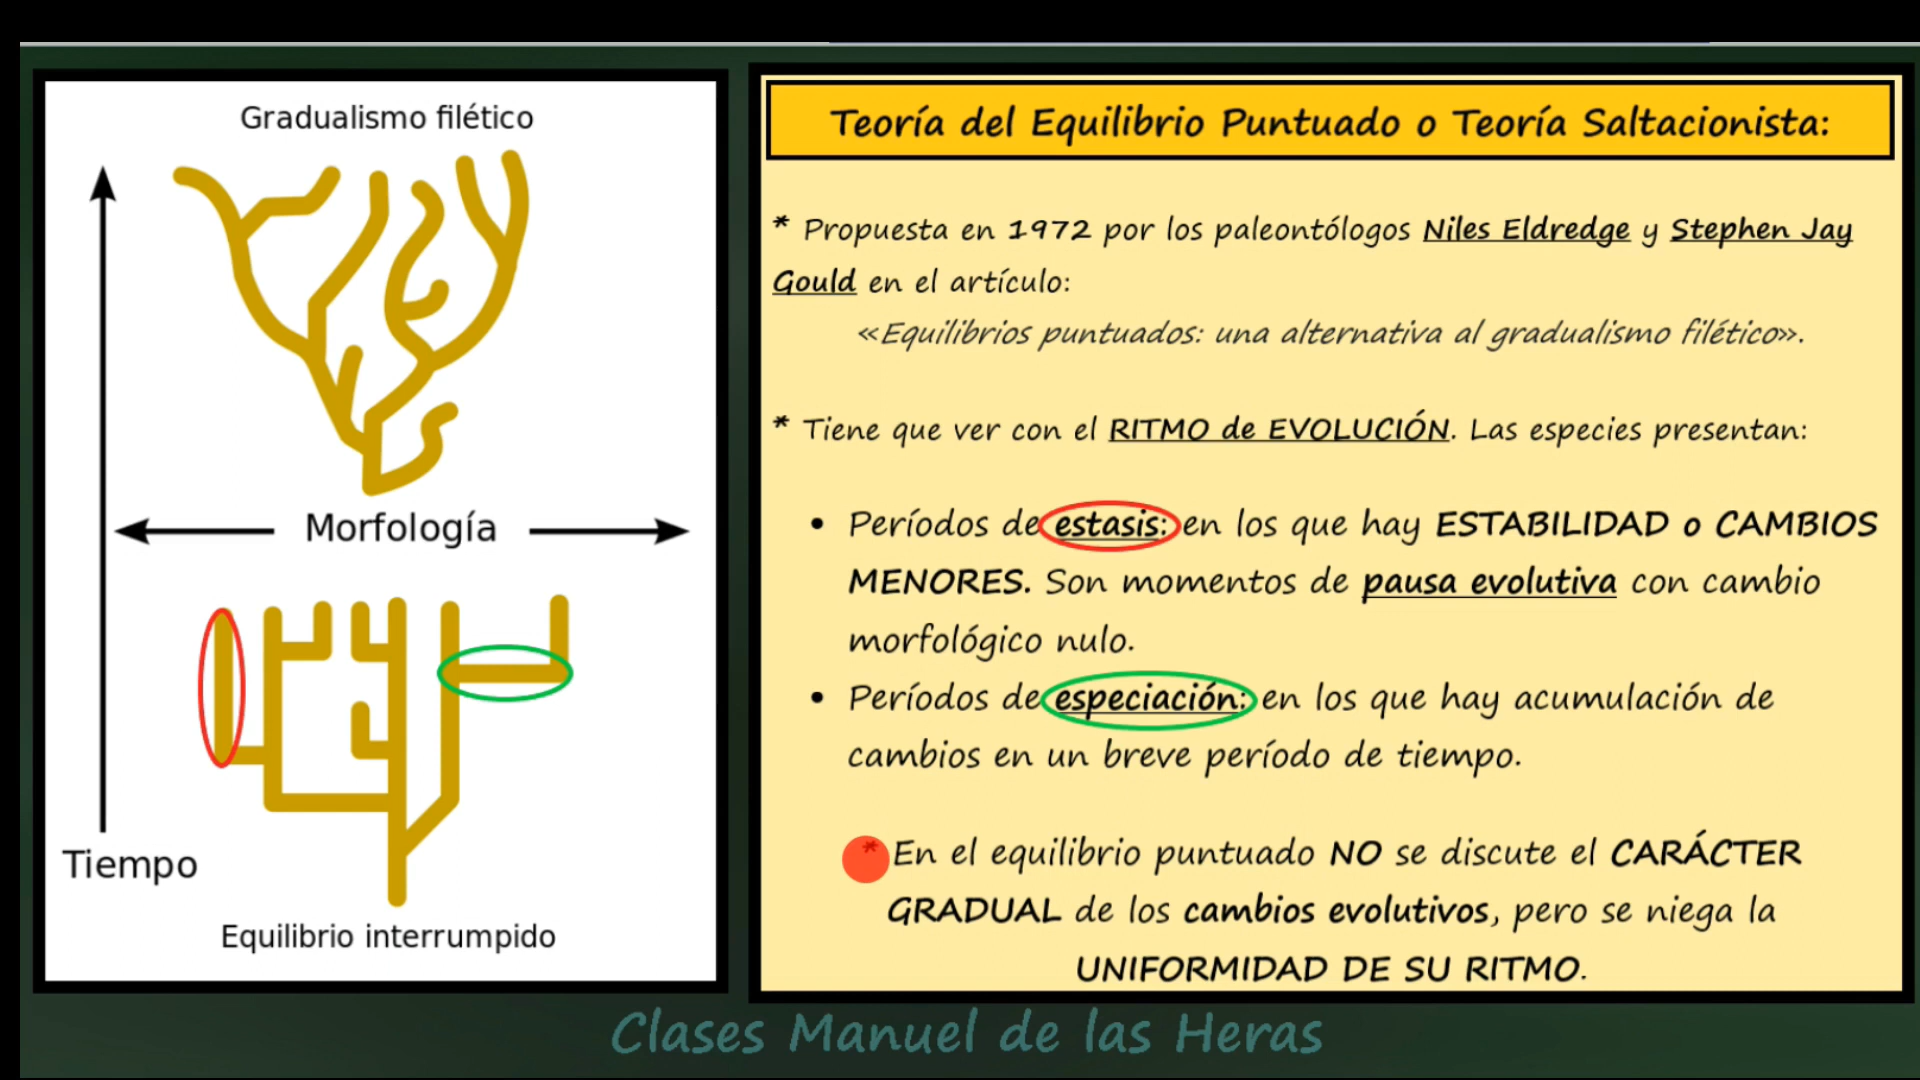 Gradualismo filético
Morfología
Tiempo
Equilibrio interrumpido
Teoría del Equilibrio Puntuado o Teoría Saltacionista:
* Propuesta en 1972 por los paleontólogos Niles Eldredge y Stephen Jay
Gould en el artículo:
«Equilibrios puntuados: una alternativa al gradualismo filético».
* Tiene que ver con el RITMO de EVOLUCIÓN. Las especies presentan:
• Períodos de estasis: en los que hay ESTABILIDAD o CAMBIOS
MENORES. Son momentos de pausa evolutiva con cambio
morfológico nulo.
• Períodos de especiación: en los que hay acumulación de
cambios en un breve período de tiempo.
* En el equilibrio puntuado NO se discute el CARÁCTER
GRADUAL de los cambios evolutivos, pero se niega la
UNIFORMIDAD DE SU RITMO.
Clases Manuel de las Heras